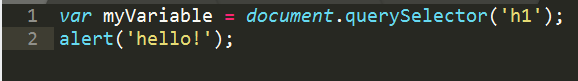 1 var myVariable = document.querySelector('h1');
2 alert('hello!');